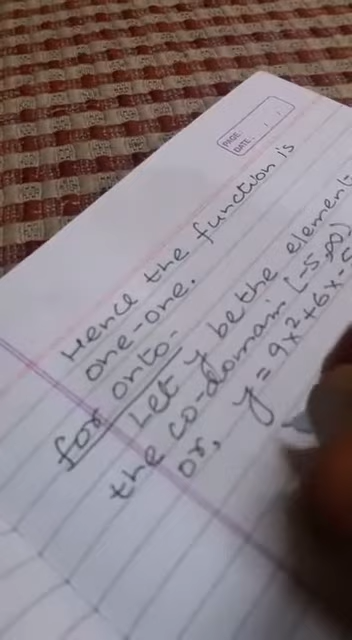 PAGE:
DATE:
Hence the function is
one-one.
for onto-
Let y be the element
the co-domain [-5,∞)
or, y = 9x²+6x-5